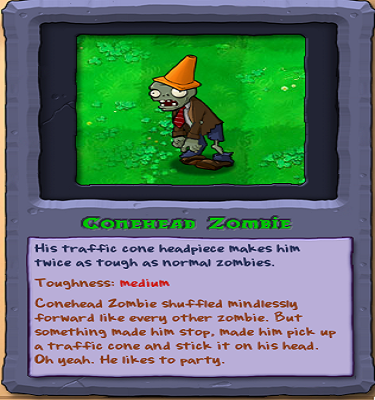 Conehead Zombie
His traffic cone headpiece makes him
twice as tough as normal zombies.
Toughness: medium
Conehead Zombie shuffled mindlessly
forward like every other zombie. But
something made him stop, made him pick up
a traffic cone and stick it on his head.
Oh yeah. He likes to party.